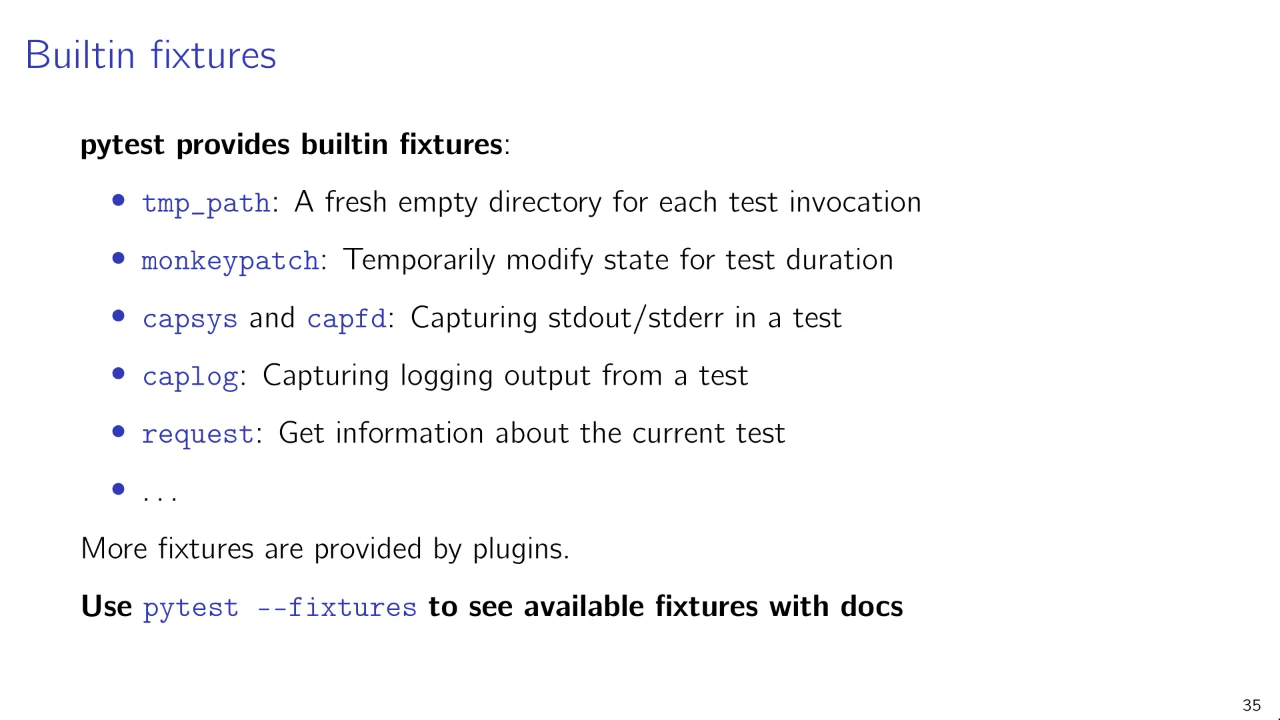 Builtin fixtures
pytest provides builtin fixtures:
• tmp_path: A fresh empty directory for each test invocation
• monkeypatch: Temporarily modify state for test duration
• capsys and capfd: Capturing stdout/stderr in a test
• caplog: Capturing logging output from a test
• request: Get information about the current test
• ...
More fixtures are provided by plugins.
Use pytest --fixtures to see available fixtures with docs
35